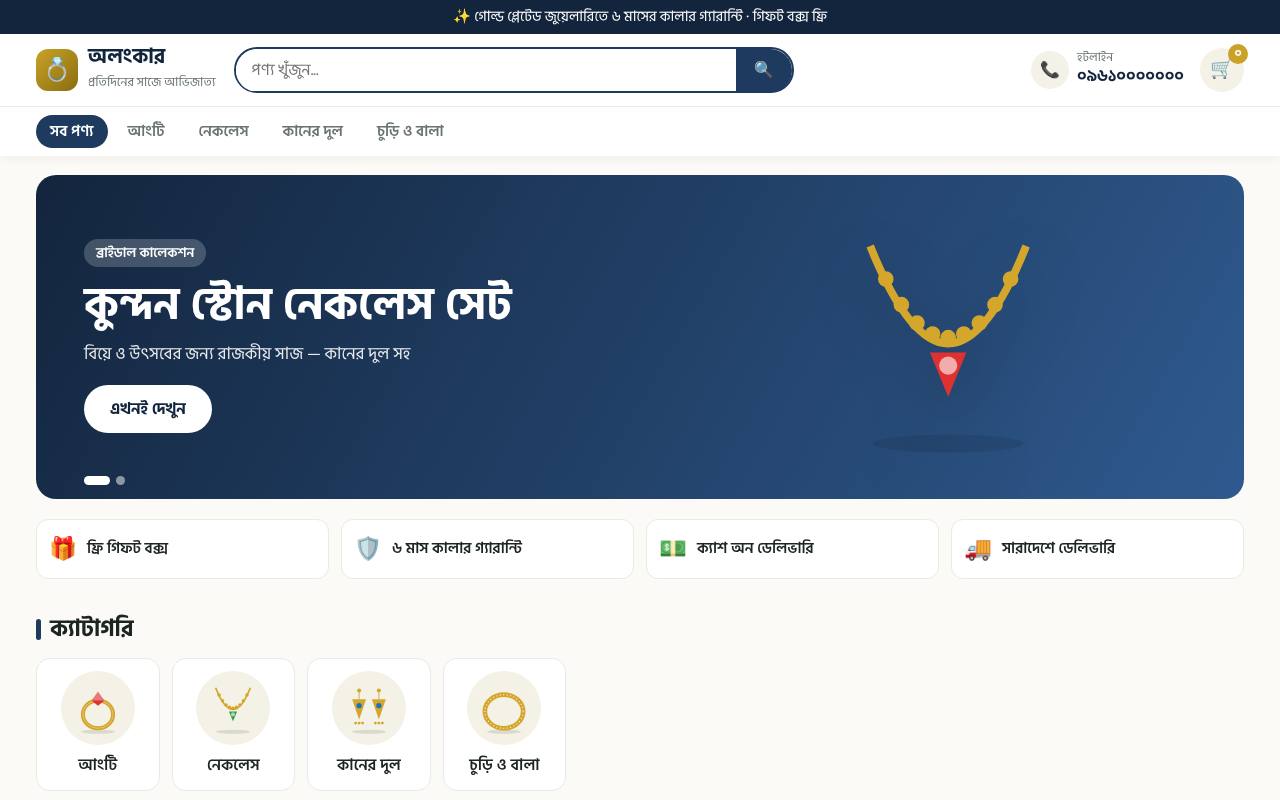 ✨ গোল্ড প্লেটেড জুয়েলারিতে ৬ মাসের কালার গ্যারান্টি · গিফট বক্স ফ্রি
অলংকার
প্রতিদিনের সাজে আভিজাত্য
পণ্য খুঁজুন...
হটলাইন
০৯৬১০০০০০০০
০
সব পণ্য
আংটি
নেকলেস
কানের দুল
চুড়ি ও বালা
ব্রাইডাল কালেকশন
কুন্দন স্টোন নেকলেস সেট
বিয়ে ও উৎসবের জন্য রাজকীয় সাজ — কানের দুল সহ
এখনই দেখুন
ফ্রি গিফট বক্স
৬ মাস কালার গ্যারান্টি
ক্যাশ অন ডেলিভারি
সারাদেশে ডেলিভারি
ক্যাটাগরি
আংটি
নেকলেস
কানের দুল
চুড়ি ও বালা